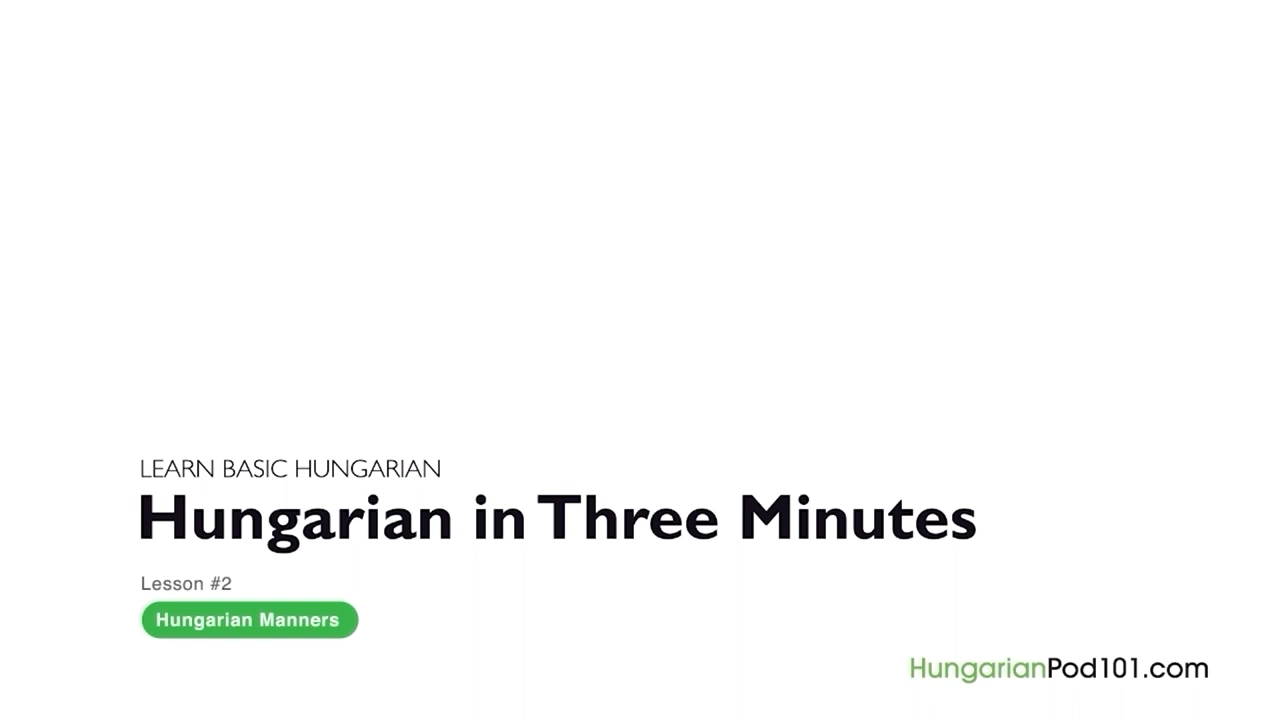 LEARN BASIC HUNGARIAN
Hungarian in Three Minutes
Lesson #2
Hungarian Manners
HungarianPod101.com